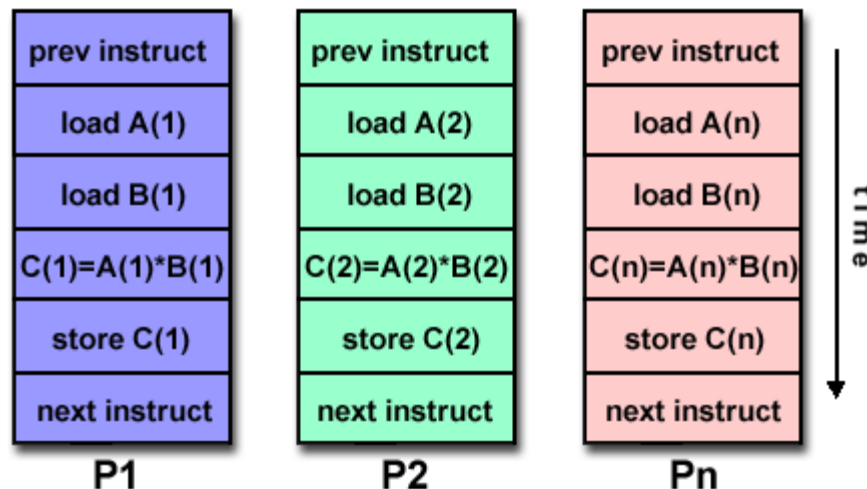 prev instruct
load A(1)
load B(1)
C(1)=A(1)*B(1)
store C(1)
next instruct
P1
prev instruct
load A(2)
load B(2)
C(2)=A(2)*B(2)
store C(2)
next instruct
P2
prev instruct
load A(n)
load B(n)
C(n)=A(n)*B(n)
store C(n)
next instruct
Pn
time